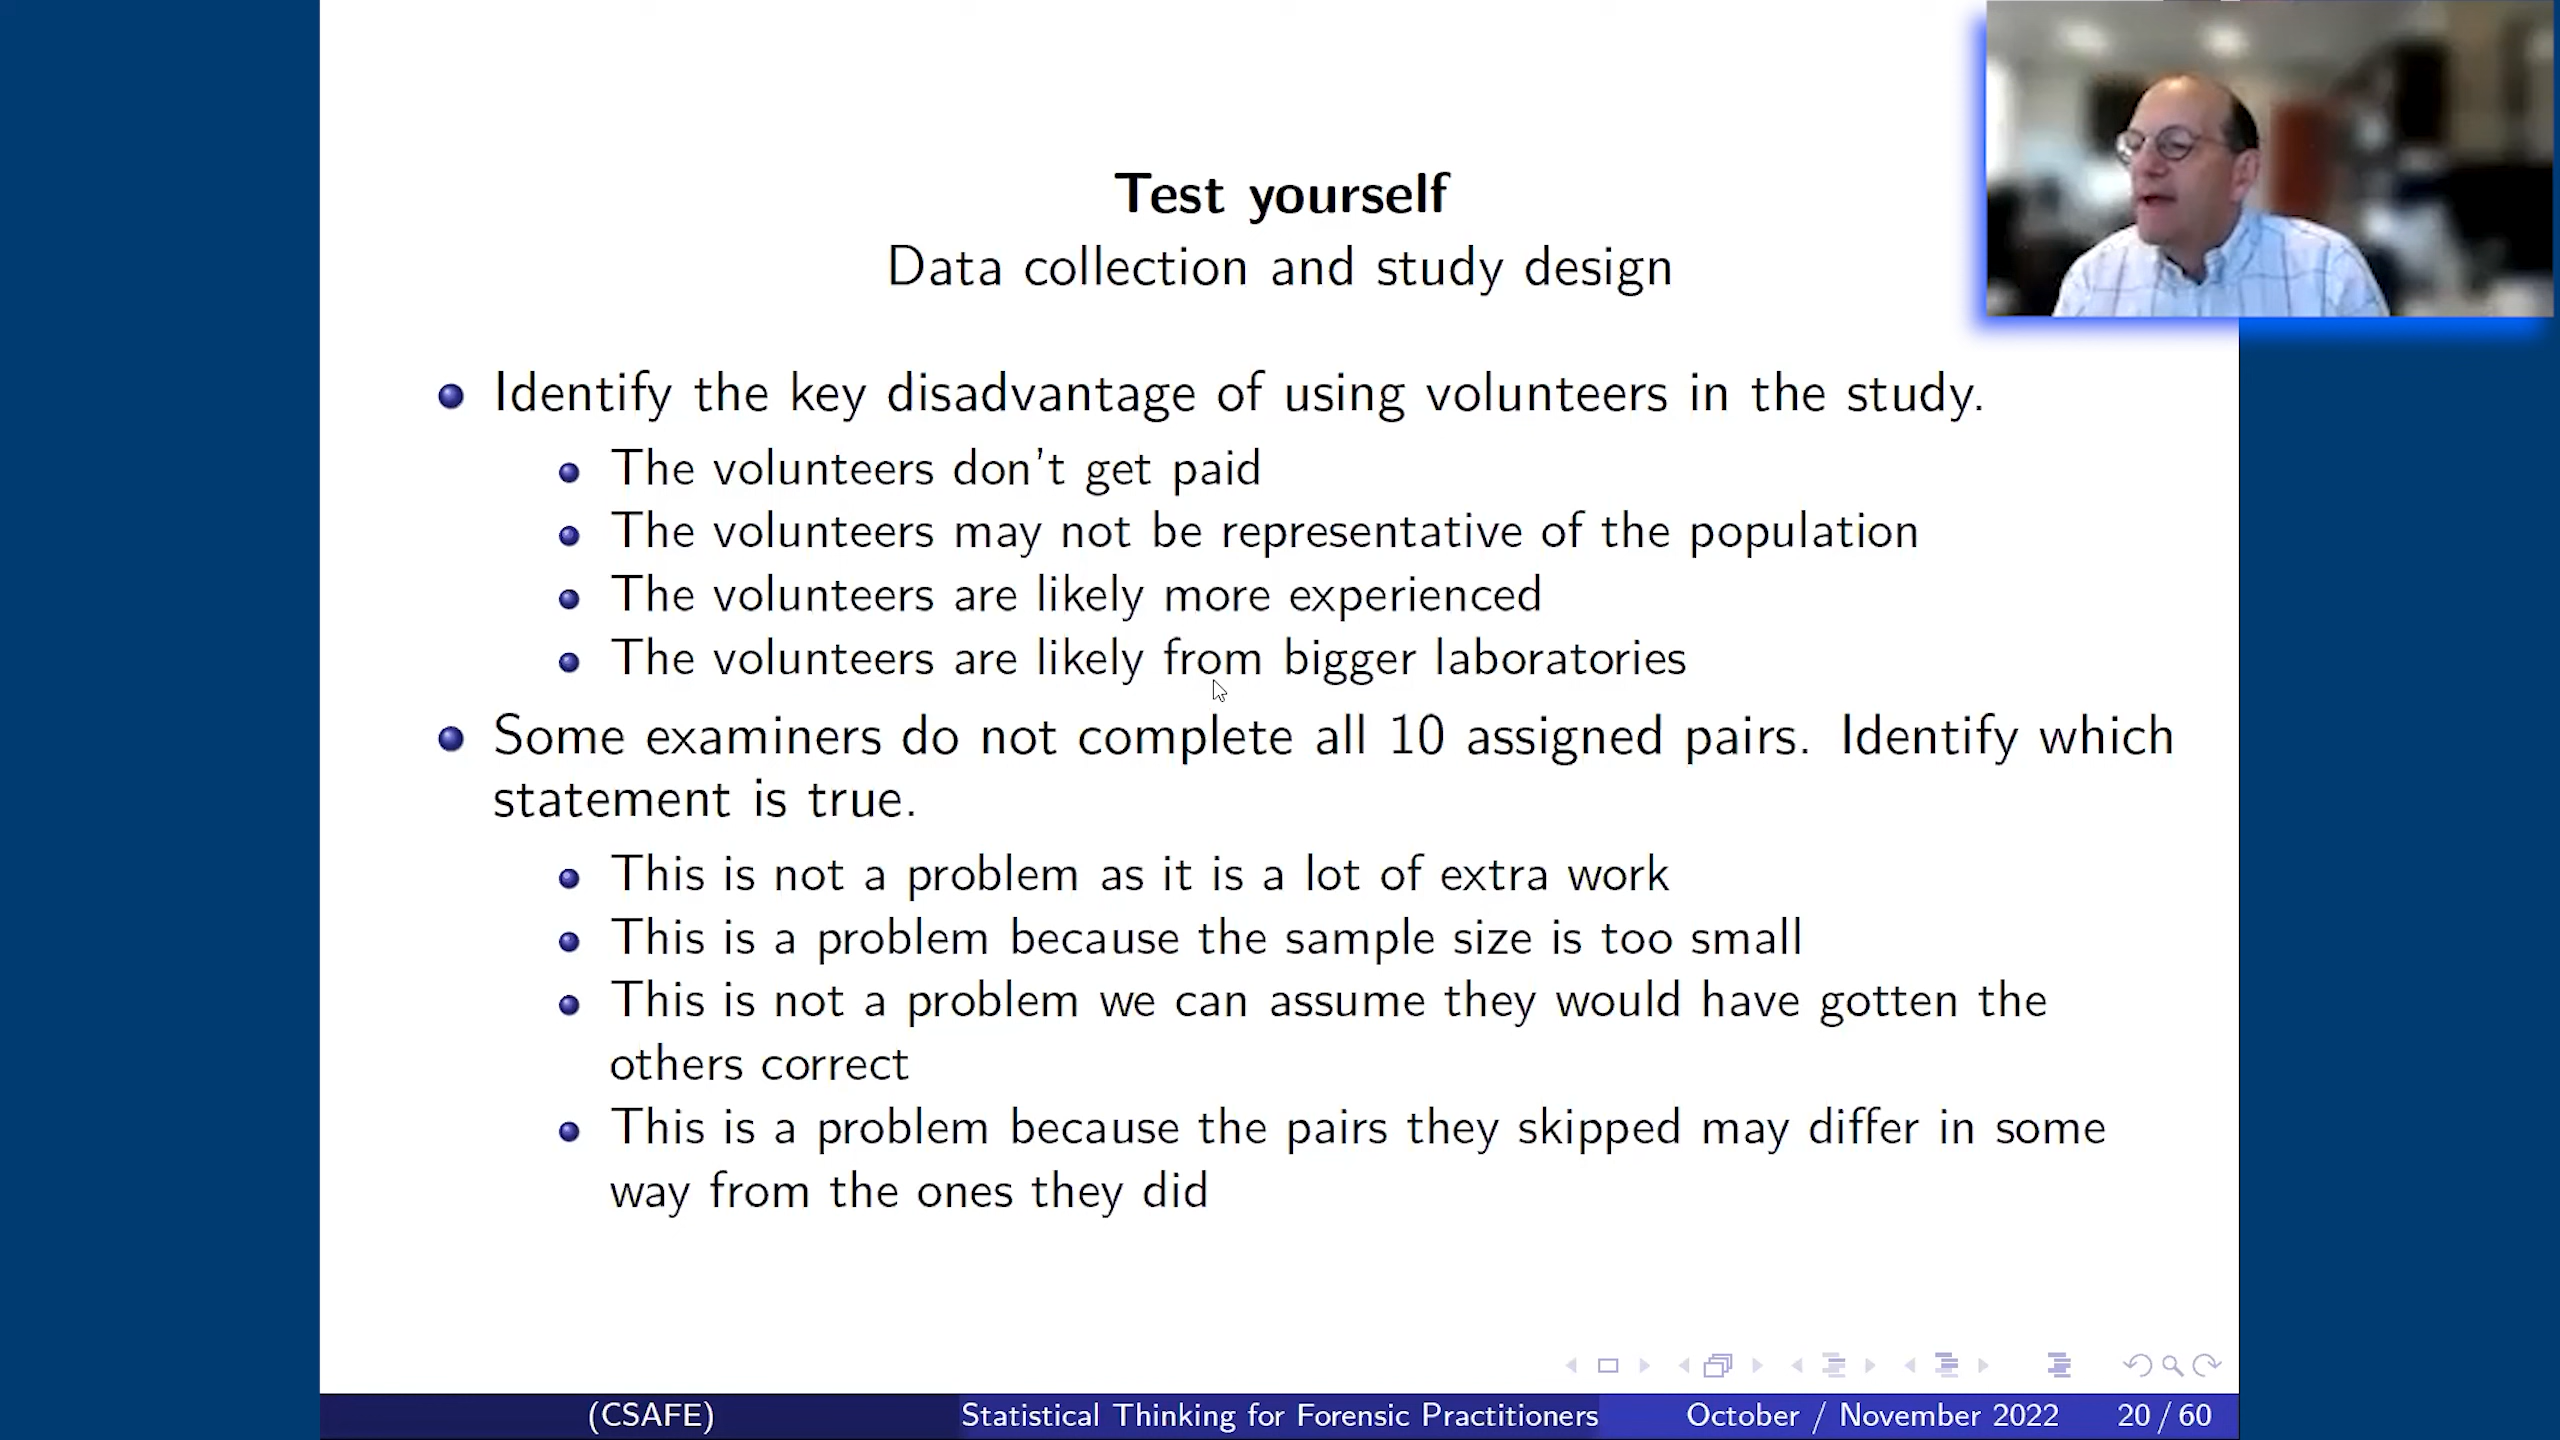 Test yourself
Data collection and study design
Identify the key disadvantage of using volunteers in the study.
The volunteers don't get paid
The volunteers may not be representative of the population
The volunteers are likely more experienced
The volunteers are likely from bigger laboratories
Some examiners do not complete all 10 assigned pairs. Identify which
statement is true.
This is not a problem as it is a lot of extra work
This is a problem because the sample size is too small
This is not a problem we can assume they would have gotten the
others correct
This is a problem because the pairs they skipped may differ in some
way from the ones they did
(CSAFE) Statistical Thinking for Forensic Practitioners October / November 2022 20 / 60